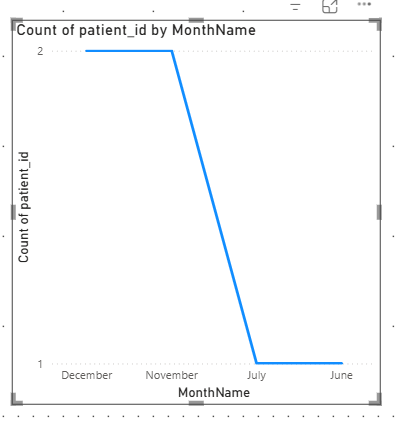 Count of patient_id by MonthName
2
Count of patient_id
1
December November July June
MonthName